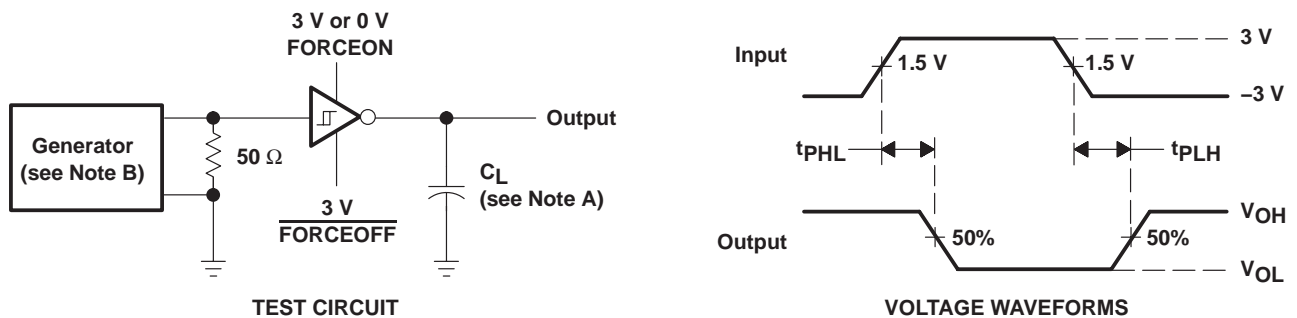 3 V or 0 V
FORCEON
Generator
(see Note B)
50 Ω
3 V
FORCEOFF
Output
CL
(see Note A)
TEST CIRCUIT
Input
3 V
1.5 V
1.5 V
–3 V
tPHL
tPLH
Output
50%
50%
VOH
VOL
VOLTAGE WAVEFORMS